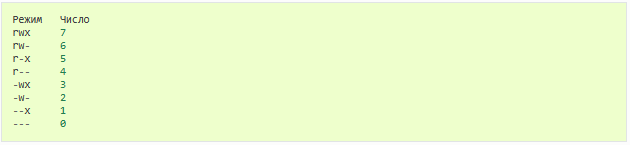 Режим Число
rwx 7
rw- 6
r-x 5
r-- 4
-wx 3
-w- 2
--x 1
--- 0